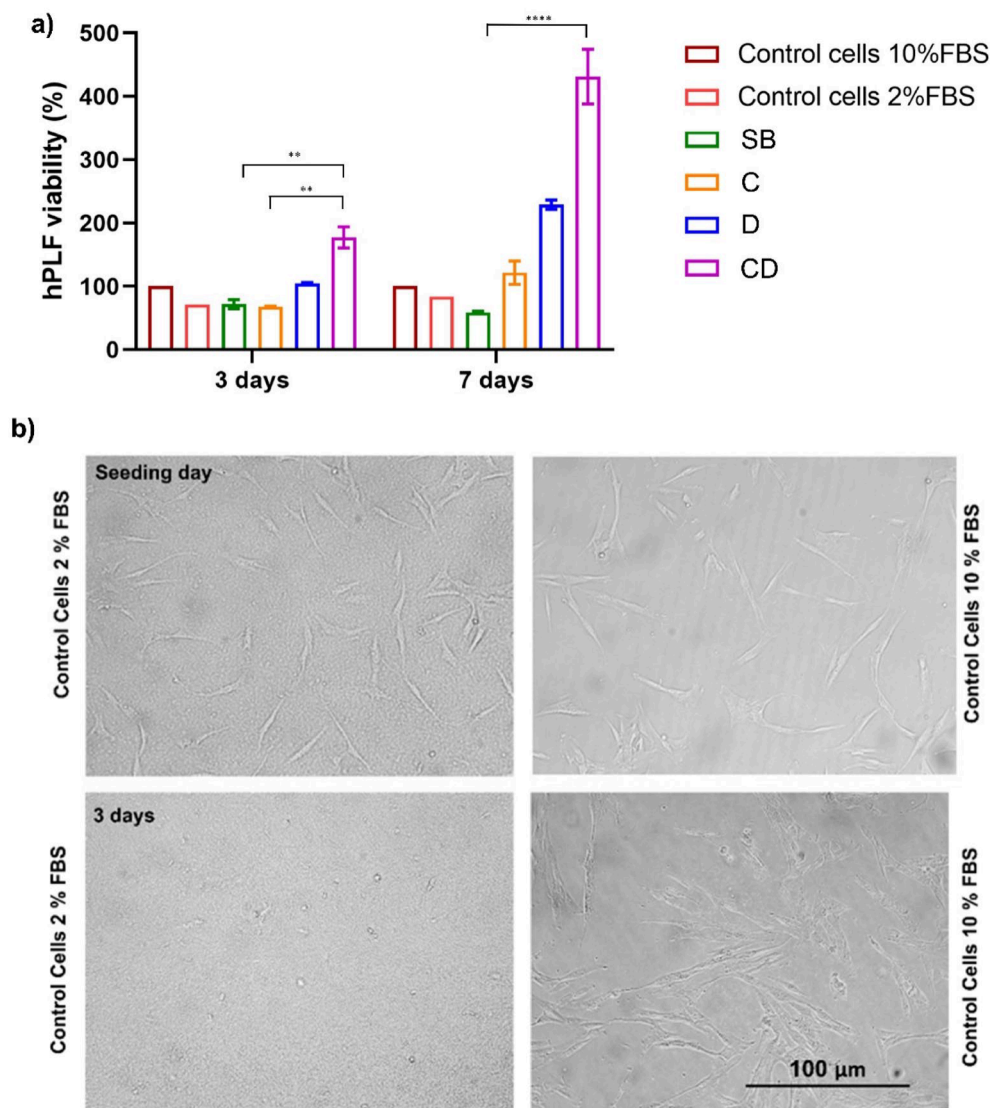 a)
hPLF viability (%)
500
400
300
200
100
0
**
**
****
3 days
7 days
Control cells 10%FBS
Control cells 2%FBS
SB
C
D
CD
b)
Control Cells 2 % FBS
Seeding day
Control Cells 10 % FBS
Control Cells 2 % FBS
3 days
Control Cells 10 % FBS
100 µm